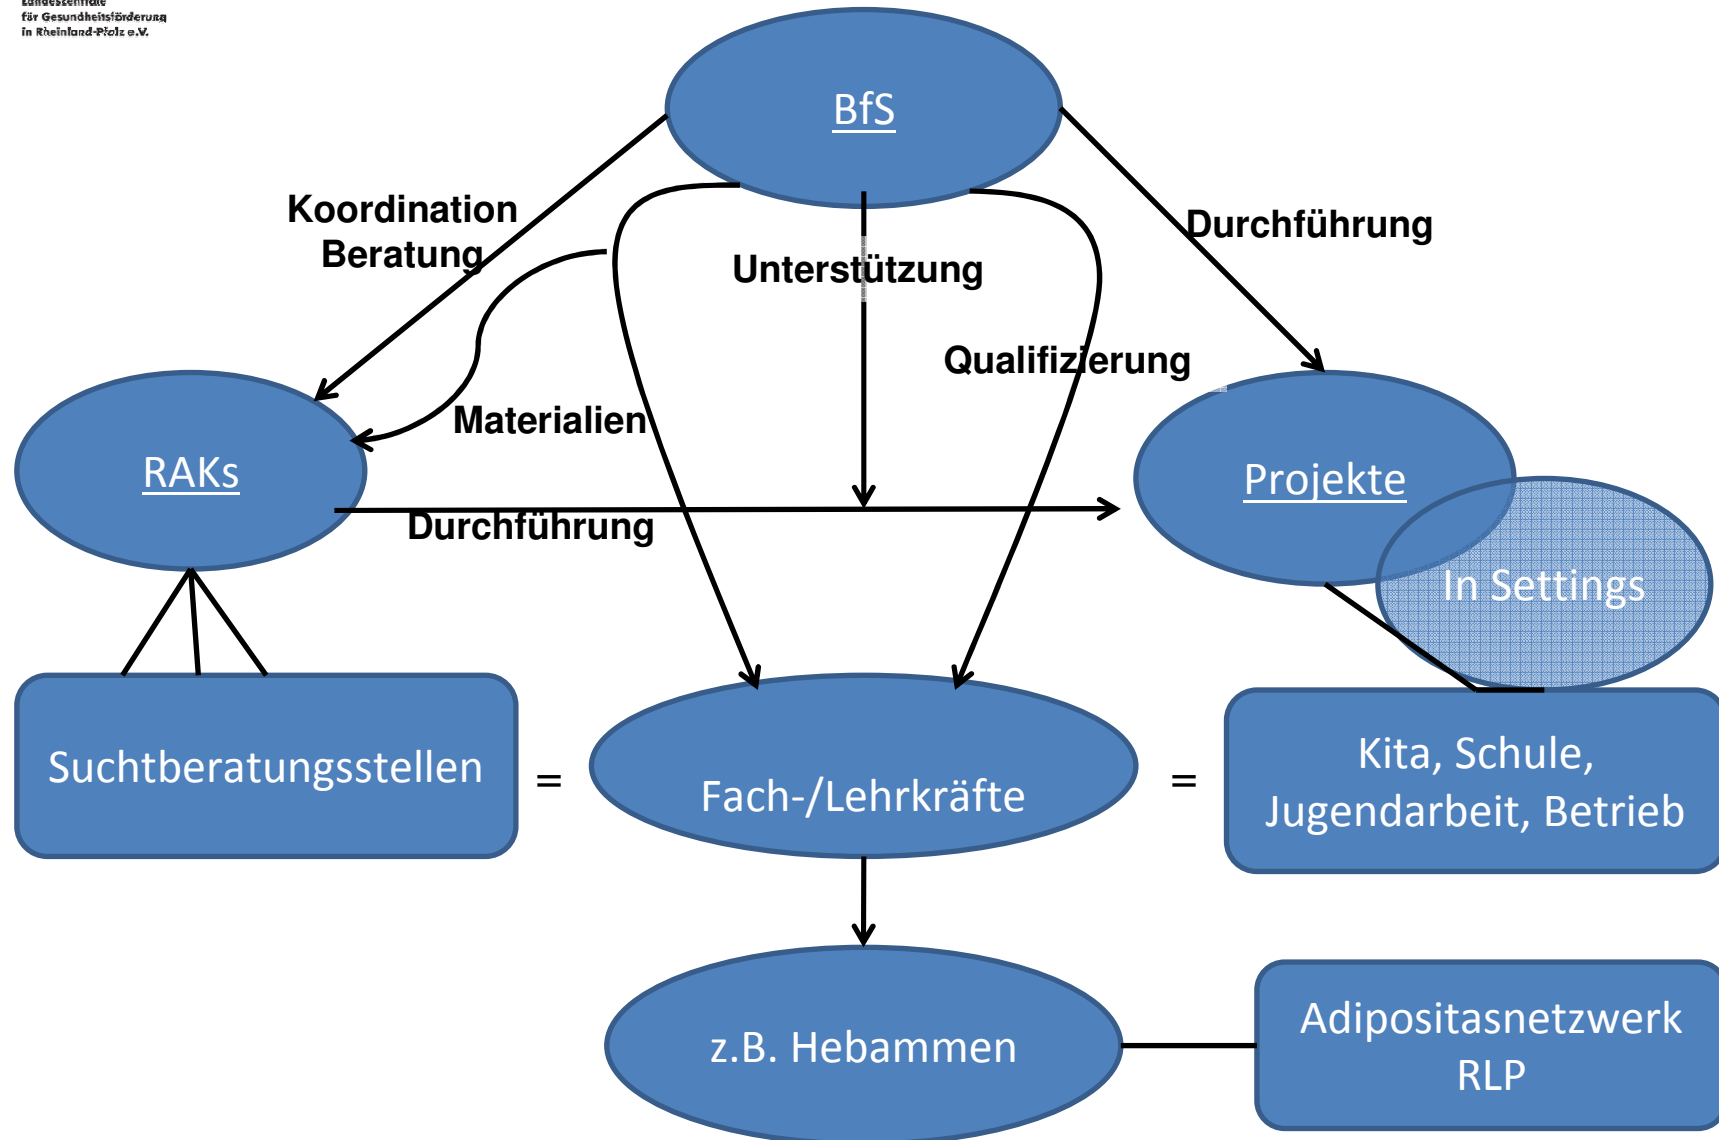 Landeszentrale
für Gesundheitsförderung
in Rheinland-Pfalz e.V.
BfS
Koordination
Beratung
Durchführung
Unterstützung
Qualifizierung
Materialien
RAKs
Projekte
Durchführung
In Settings
Suchtberatungsstellen
=
Fach-/Lehrkräfte
=
Kita, Schule,
Jugendarbeit, Betrieb
z.B. Hebammen
Adipositasnetzwerk
RLP